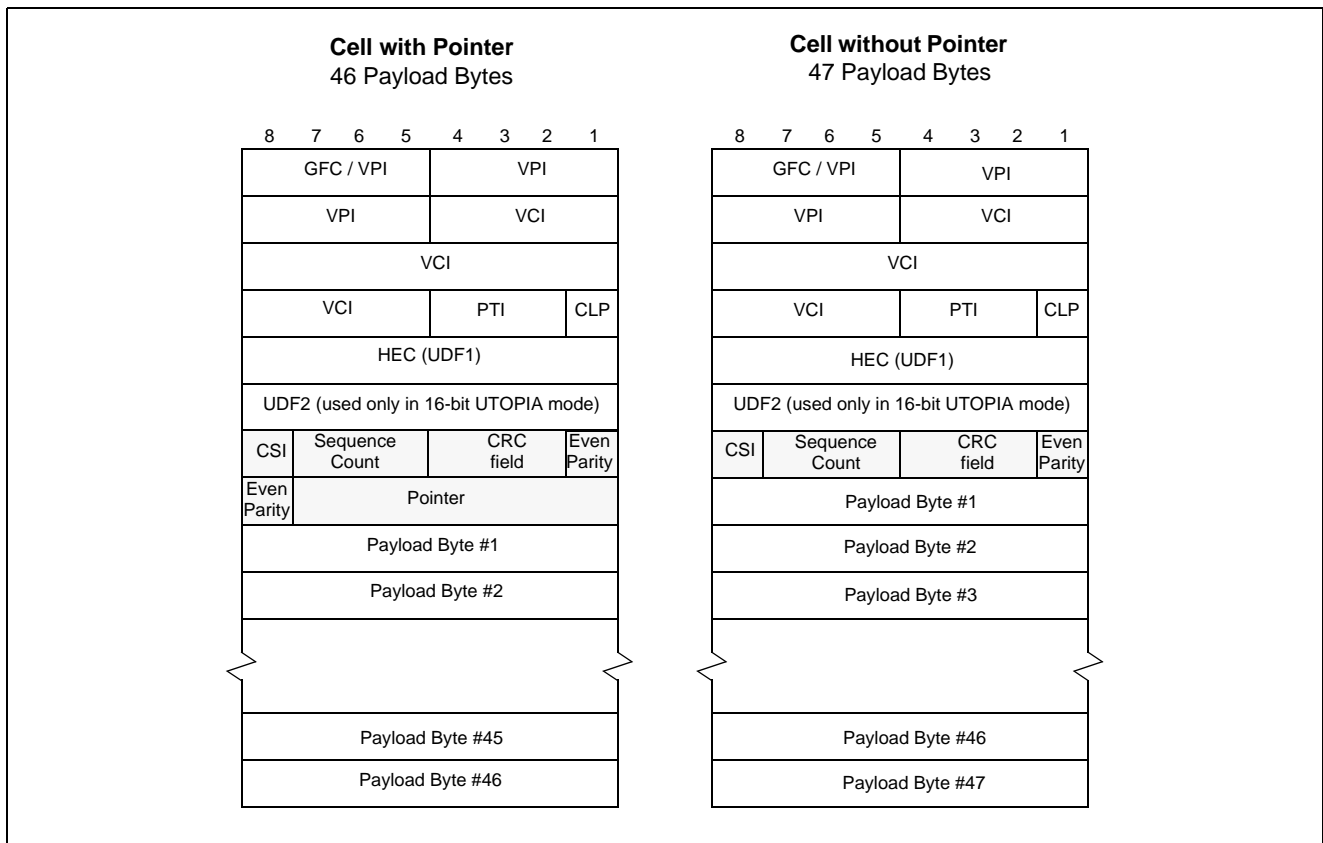 Cell with Pointer
46 Payload Bytes
8 7 6 5 4 3 2 1
GFC / VPI VPI
VPI VCI
VCI
VCI PTI CLP
HEC (UDF1)
UDF2 (used only in 16-bit UTOPIA mode)
CSI Sequence Count CRC field Even Parity
Even Parity Pointer
Payload Byte #1
Payload Byte #2
Payload Byte #45
Payload Byte #46
Cell without Pointer
47 Payload Bytes
8 7 6 5 4 3 2 1
GFC / VPI VPI
VPI VCI
VCI
VCI PTI CLP
HEC (UDF1)
UDF2 (used only in 16-bit UTOPIA mode)
CSI Sequence Count CRC field Even Parity
Payload Byte #1
Payload Byte #2
Payload Byte #3
Payload Byte #46
Payload Byte #47